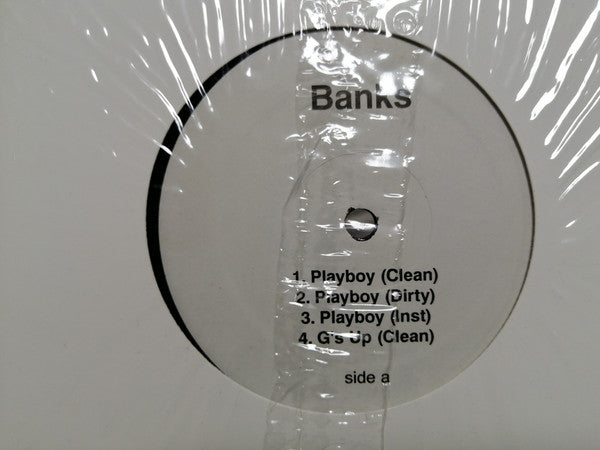 Banks
1. Playboy (Clean)
2. Playboy (Dirty)
3. Playboy (Inst)
4. G's Up (Clean)
side a